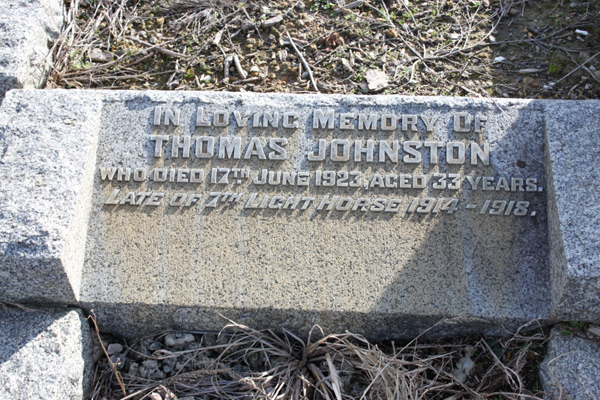 IN LOVING MEMORY OF
THOMAS JOHNSTON
WHO DIED 17TH JUNE 1923, AGED 33 YEARS.
LATE OF 7TH LIGHT HORSE 1914 - 1918.